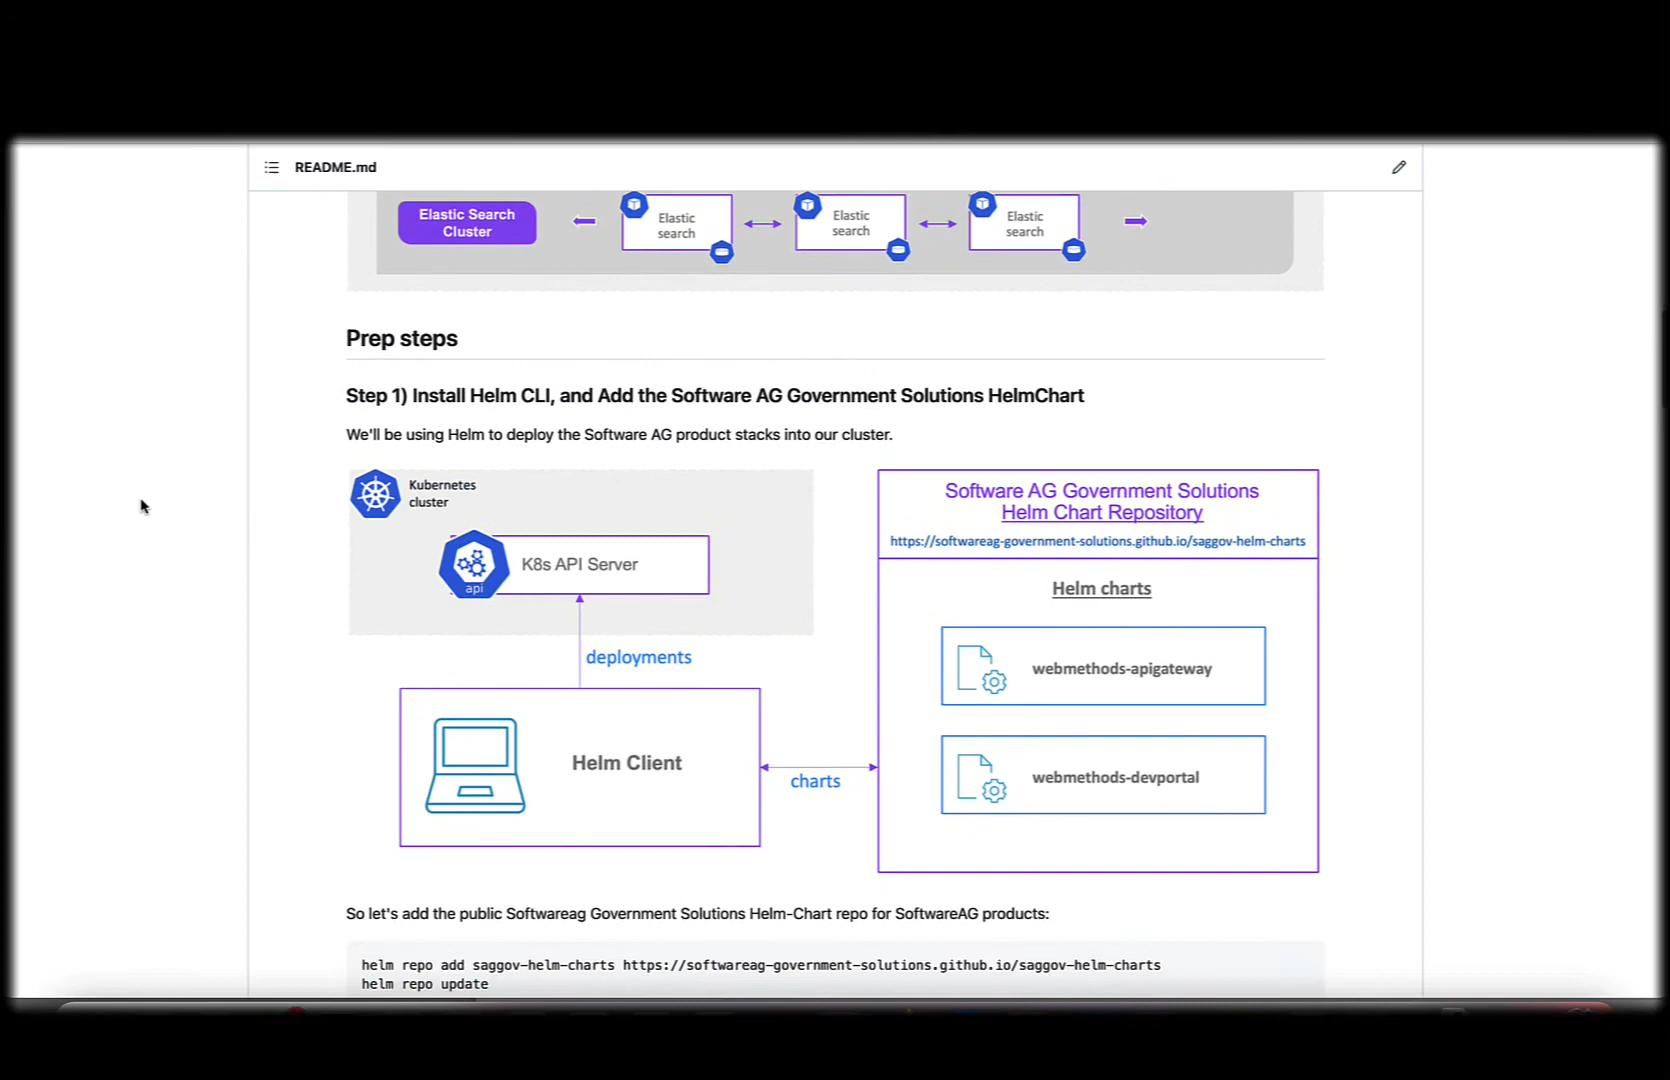 README.md
Elastic Search
Cluster
Elastic
search
Elastic
search
Elastic
search
Prep steps
Step 1) Install Helm CLI, and Add the Software AG Government Solutions HelmChart
We'll be using Helm to deploy the Software AG product stacks into our cluster.
Kubernetes
cluster
api
K8s API Server
deployments
Helm Client
charts
Software AG Government Solutions
Helm Chart Repository
https://softwareag-government-solutions.github.io/saggov-helm-charts
Helm charts
webmethods-apigateway
webmethods-devportal
So let's add the public Softwareag Government Solutions Helm-Chart repo for SoftwareAG products:
helm repo add saggov-helm-charts https://softwareag-government-solutions.github.io/saggov-helm-charts
helm repo update